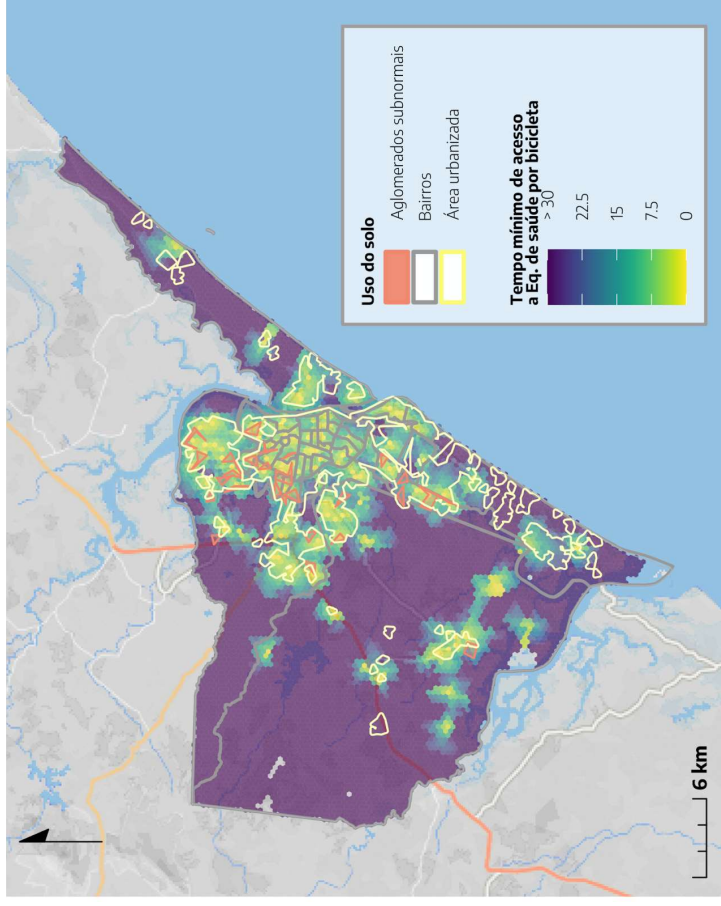 Uso do solo
Aglomerados subnormais
Bairros
Área urbanizada
Tempo mínimo de acesso
a Eq. de saúde por bicicleta
> 30
22.5
15
7.5
0
6 km